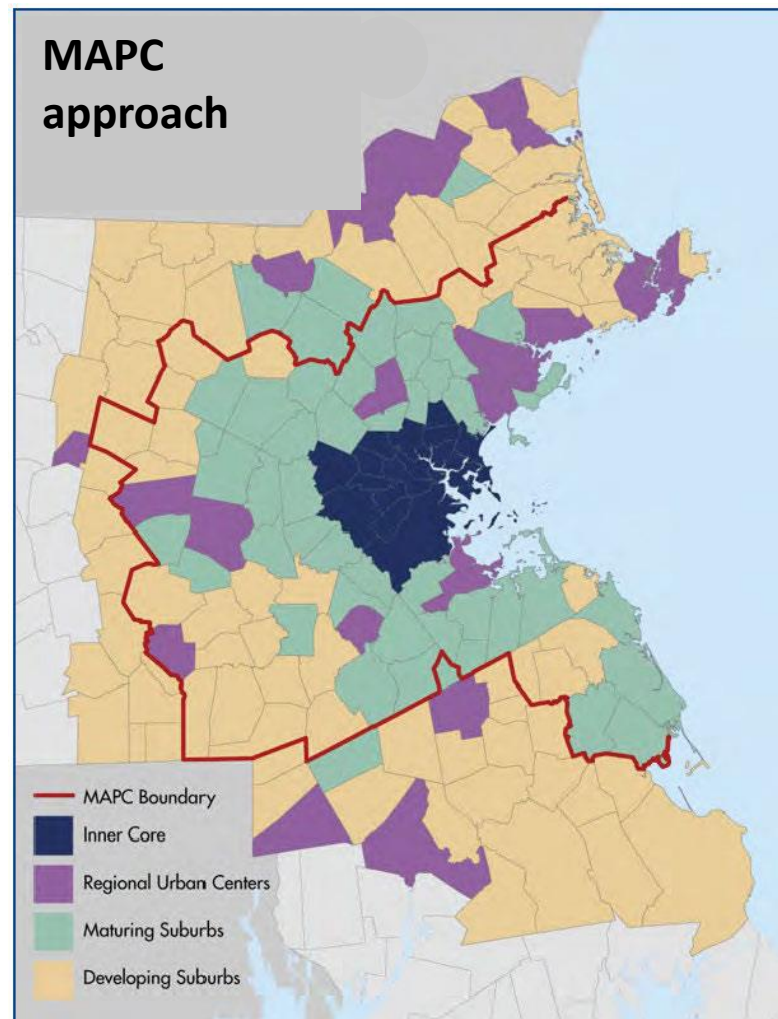 MAPC
approach
MAPC Boundary
Inner Core
Regional Urban Centers
Maturing Suburbs
Developing Suburbs